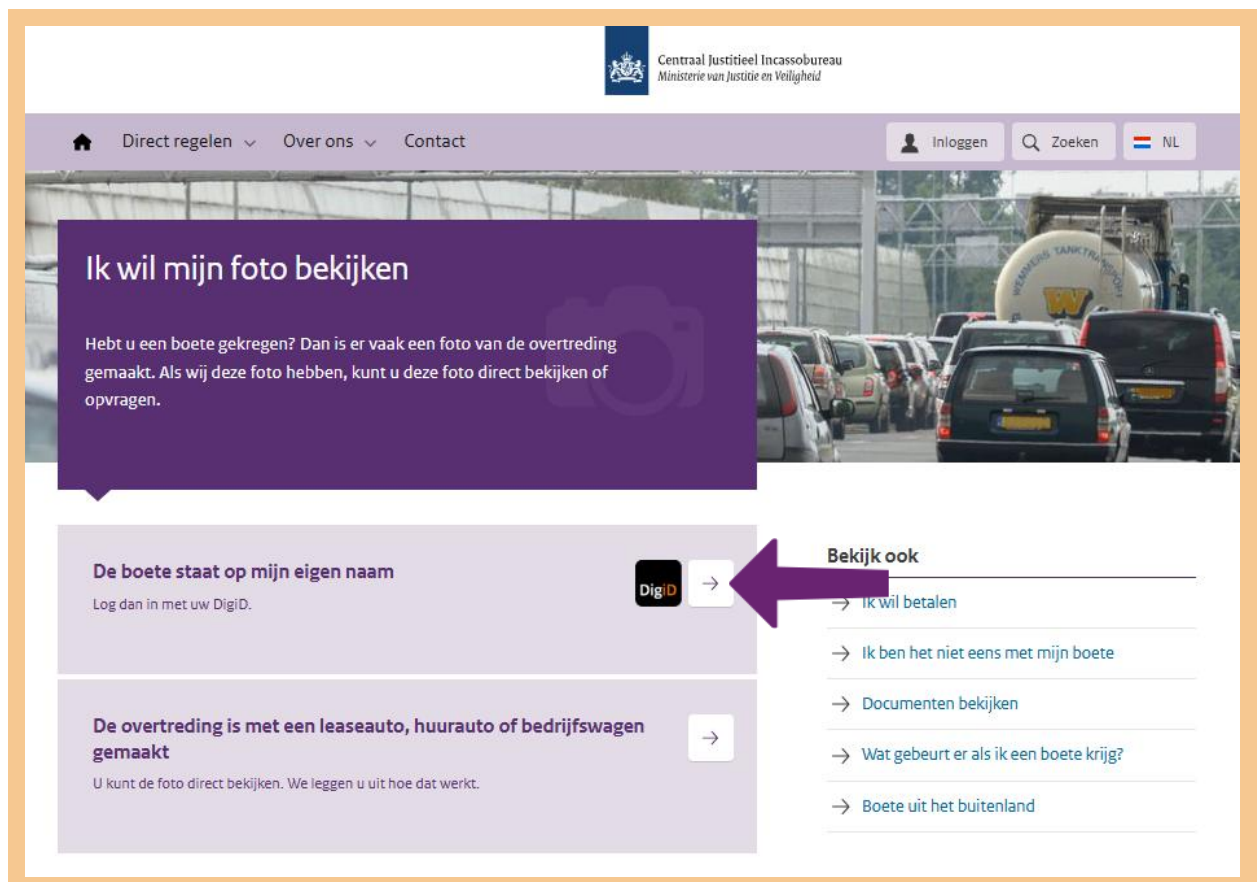 Centraal Justitieel Incassobureau
Ministerie van Justitie en Veiligheid
Direct regelen
Over ons
Contact
Inloggen
Zoeken
NL
Ik wil mijn foto bekijken
Hebt u een boete gekregen? Dan is er vaak een foto van de overtreding
gemaakt. Als wij deze foto hebben, kunt u deze foto direct bekijken of
opvragen.
WEMMERS TANKTRANSPORT
W
De boete staat op mijn eigen naam
Log dan in met uw DigiD.
DigiD
De overtreding is met een leaseauto, huurauto of bedrijfswagen
gemaakt
U kunt de foto direct bekijken. We leggen u uit hoe dat werkt.
Bekijk ook
Ik wil betalen
Ik ben het niet eens met mijn boete
Documenten bekijken
Wat gebeurt er als ik een boete krijg?
Boete uit het buitenland